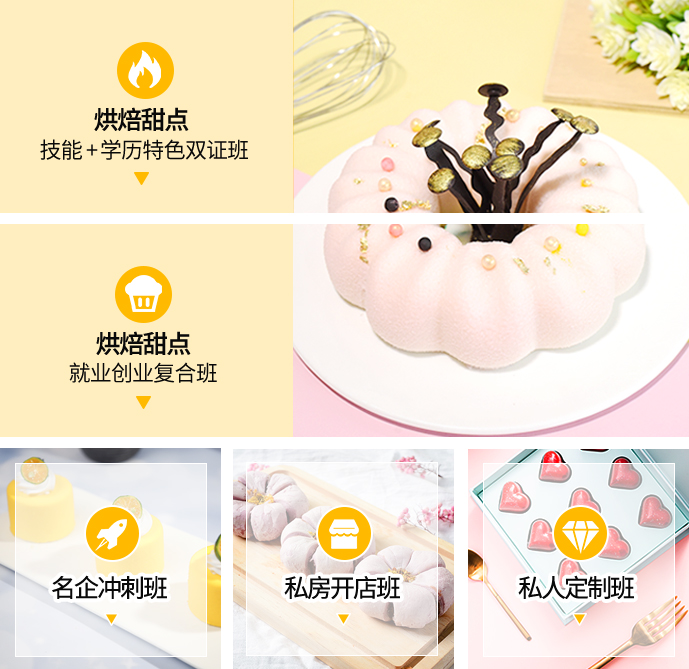 烘焙甜点
技能+学历特色双证班
烘焙甜点
就业创业复合班
名企冲刺班
私房开店班
私人定制班